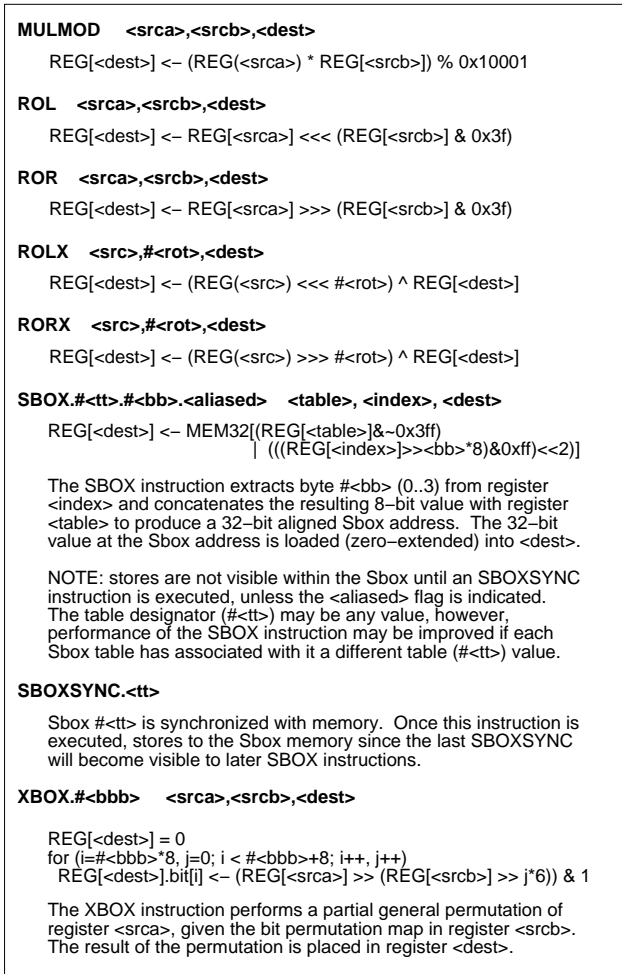 MULMOD <srca>,<srcb>,<dest>
REG[<dest>] <– (REG(<srca>) * REG[<srcb>]) % 0x10001
ROL <srca>,<srcb>,<dest>
REG[<dest>] <– REG[<srca>] <<< (REG[<srcb>] & 0x3f)
ROR <srca>,<srcb>,<dest>
REG[<dest>] <– REG[<srca>] >>> (REG[<srcb>] & 0x3f)
ROLX <src>,#<rot>,<dest>
REG[<dest>] <– (REG(<src>) <<< #<rot>) ^ REG[<dest>]
RORX <src>,#<rot>,<dest>
REG[<dest>] <– (REG(<src>) >>> #<rot>) ^ REG[<dest>]
SBOX.#<tt>.#<bb>.<aliased> <table>, <index>, <dest>
REG[<dest>] <– MEM32[(REG[<table>]&~0x3ff)
| (((REG[<index>]>><bb>*8)&0xff)<<2)]
The SBOX instruction extracts byte #<bb> (0..3) from register
<index> and concatenates the resulting 8–bit value with register
<table> to produce a 32–bit aligned Sbox address. The 32–bit
value at the Sbox address is loaded (zero–extended) into <dest>.
NOTE: stores are not visible within the Sbox until an SBOXSYNC
instruction is executed, unless the <aliased> flag is indicated.
The table designator (#<tt>) may be any value, however,
performance of the SBOX instruction may be improved if each
Sbox table has associated with it a different table (#<tt>) value.
SBOXSYNC.<tt>
Sbox #<tt> is synchronized with memory. Once this instruction is
executed, stores to the Sbox memory since the last SBOXSYNC
will become visible to later SBOX instructions.
XBOX.#<bbb> <srca>,<srcb>,<dest>
REG[<dest>] = 0
for (i=#<bbb>*8, j=0; i < #<bbb>+8; i++, j++)
REG[<dest>].bit[i] <– (REG[<srca>] >> (REG[<srcb>] >> j*6)) & 1
The XBOX instruction performs a partial general permutation of
register <srca>, given the bit permutation map in register <srcb>.
The result of the permutation is placed in register <dest>.